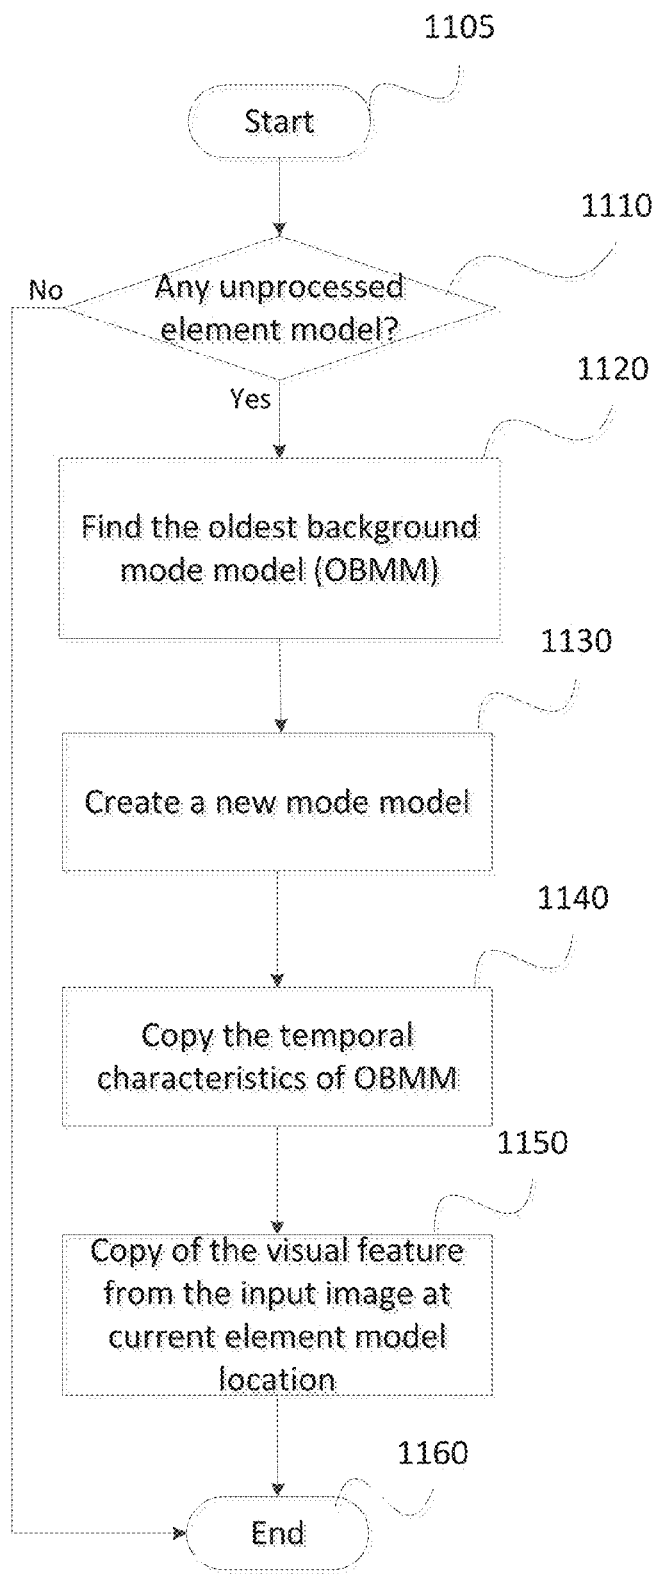 1105
Start
1110
No
Any unprocessed
element model?
1120
Yes
Find the oldest background
mode model (OBMM)
1130
Create a new mode model
1140
Copy the temporal
characteristics of OBMM
1150
Copy of the visual feature
from the input image at
current element model
location
1160
End